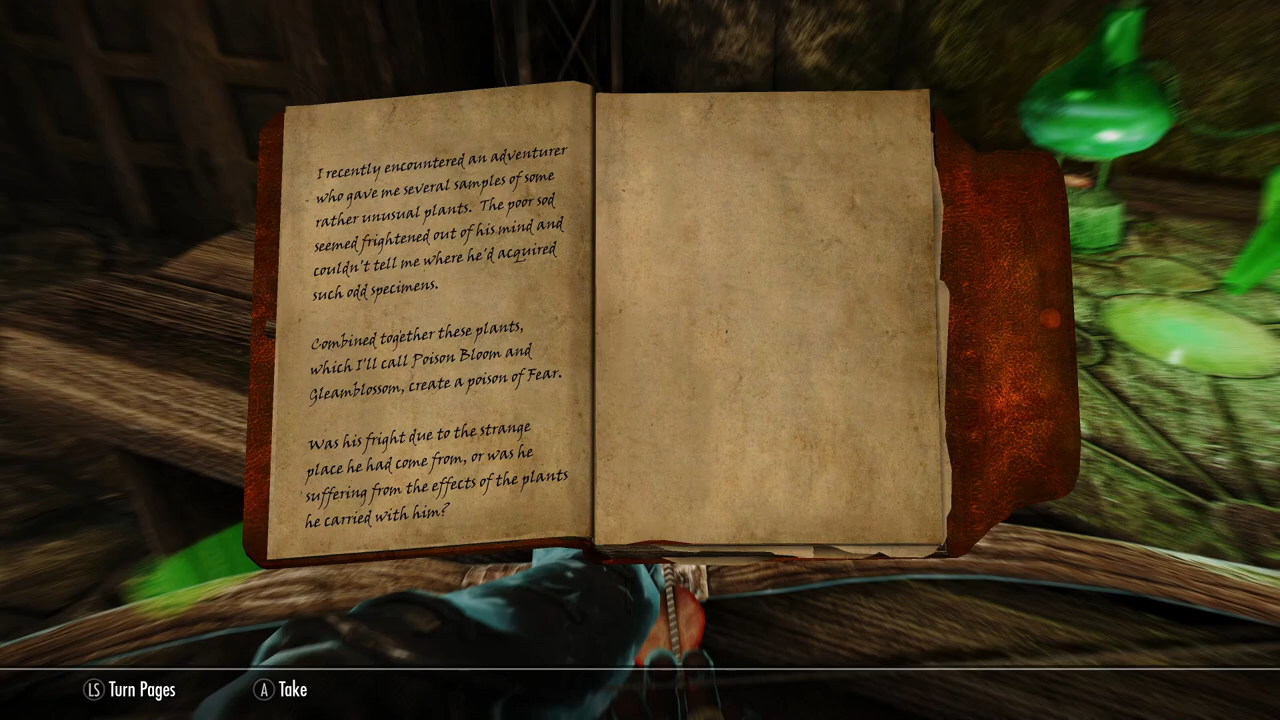 I recently encountered an adventurer
who gave me several samples of some
rather unusual plants. The poor sod
seemed frightened out of his mind and
couldn't tell me where he'd acquired
such odd specimens.
Combined together these plants,
which I'll call Poison Bloom and
Gleamblossom, create a poison of Fear.
Was his fright due to the strange
place he had come from, or was he
suffering from the effects of the plants
he carried with him?
LS Turn Pages
A Take